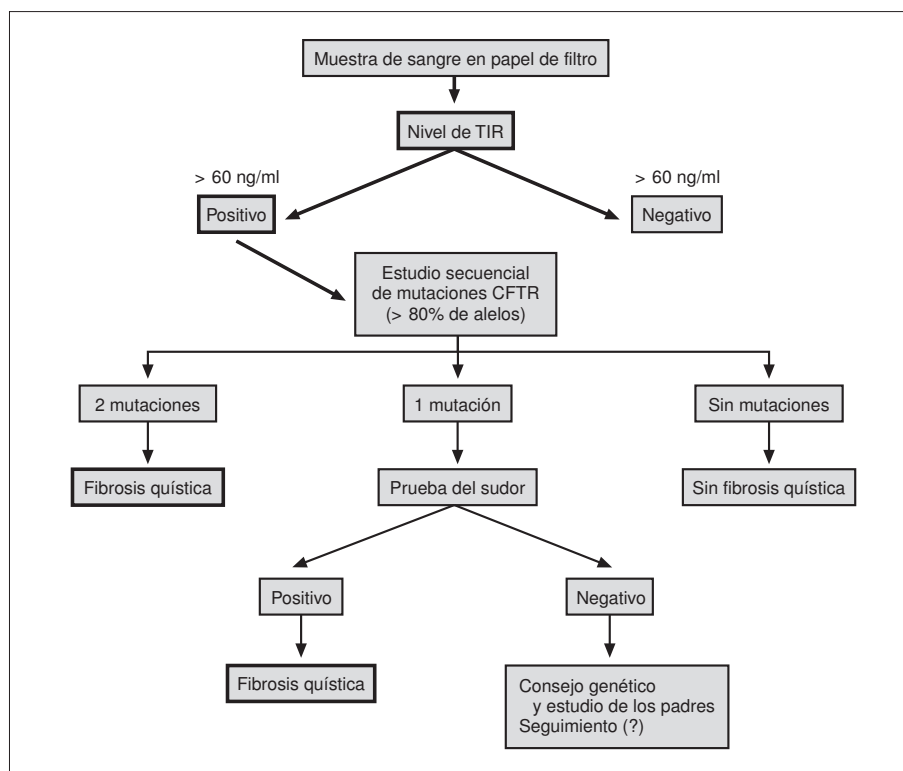 Muestra de sangre en papel de filtro
Nivel de TIR
> 60 ng/ml
> 60 ng/ml
Positivo
Negativo
Estudio secuencial
de mutaciones CFTR
(> 80% de alelos)
2 mutaciones
1 mutación
Sin mutaciones
Fibrosis quística
Prueba del sudor
Sin fibrosis quística
Positivo
Negativo
Fibrosis quística
Consejo genético
y estudio de los padres
Seguimiento (?)